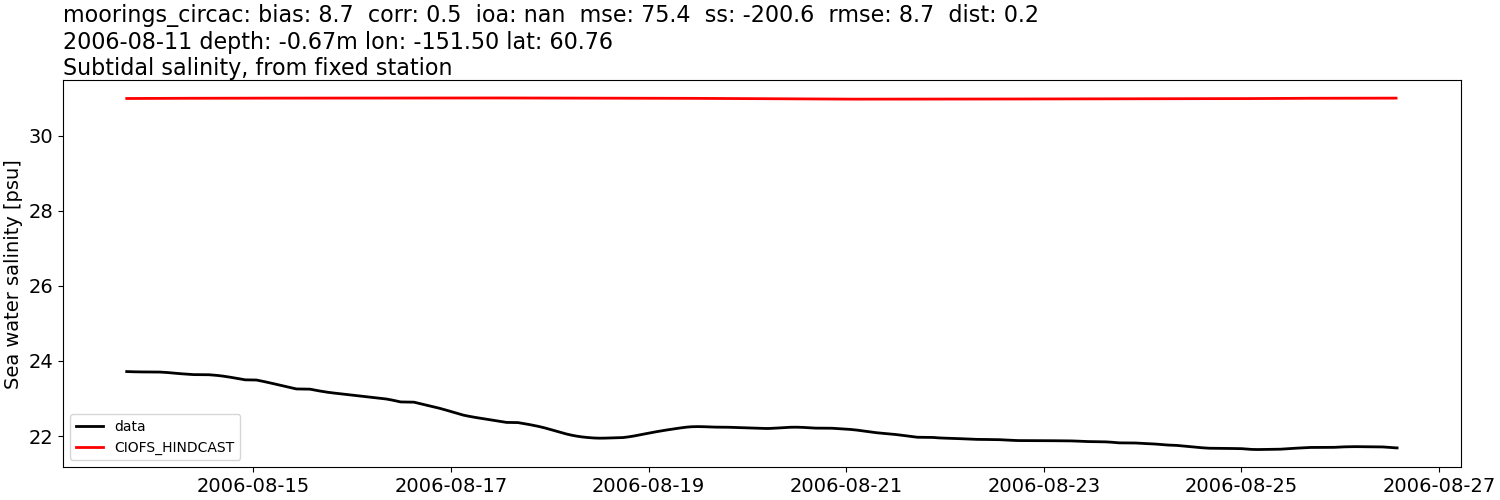 moorings_circac: bias: 8.7  corr: 0.5  ioa: nan  mse: 75.4  ss: -200.6  rmse: 8.7  dist: 0.2
2006-08-11 depth: -0.67m lon: -151.50 lat: 60.76
Subtidal salinity, from fixed station
Sea water salinity [psu]
30
28
26
24
22
data
CIOFS_HINDCAST
2006-08-15
2006-08-17
2006-08-19
2006-08-21
2006-08-23
2006-08-25
2006-08-27